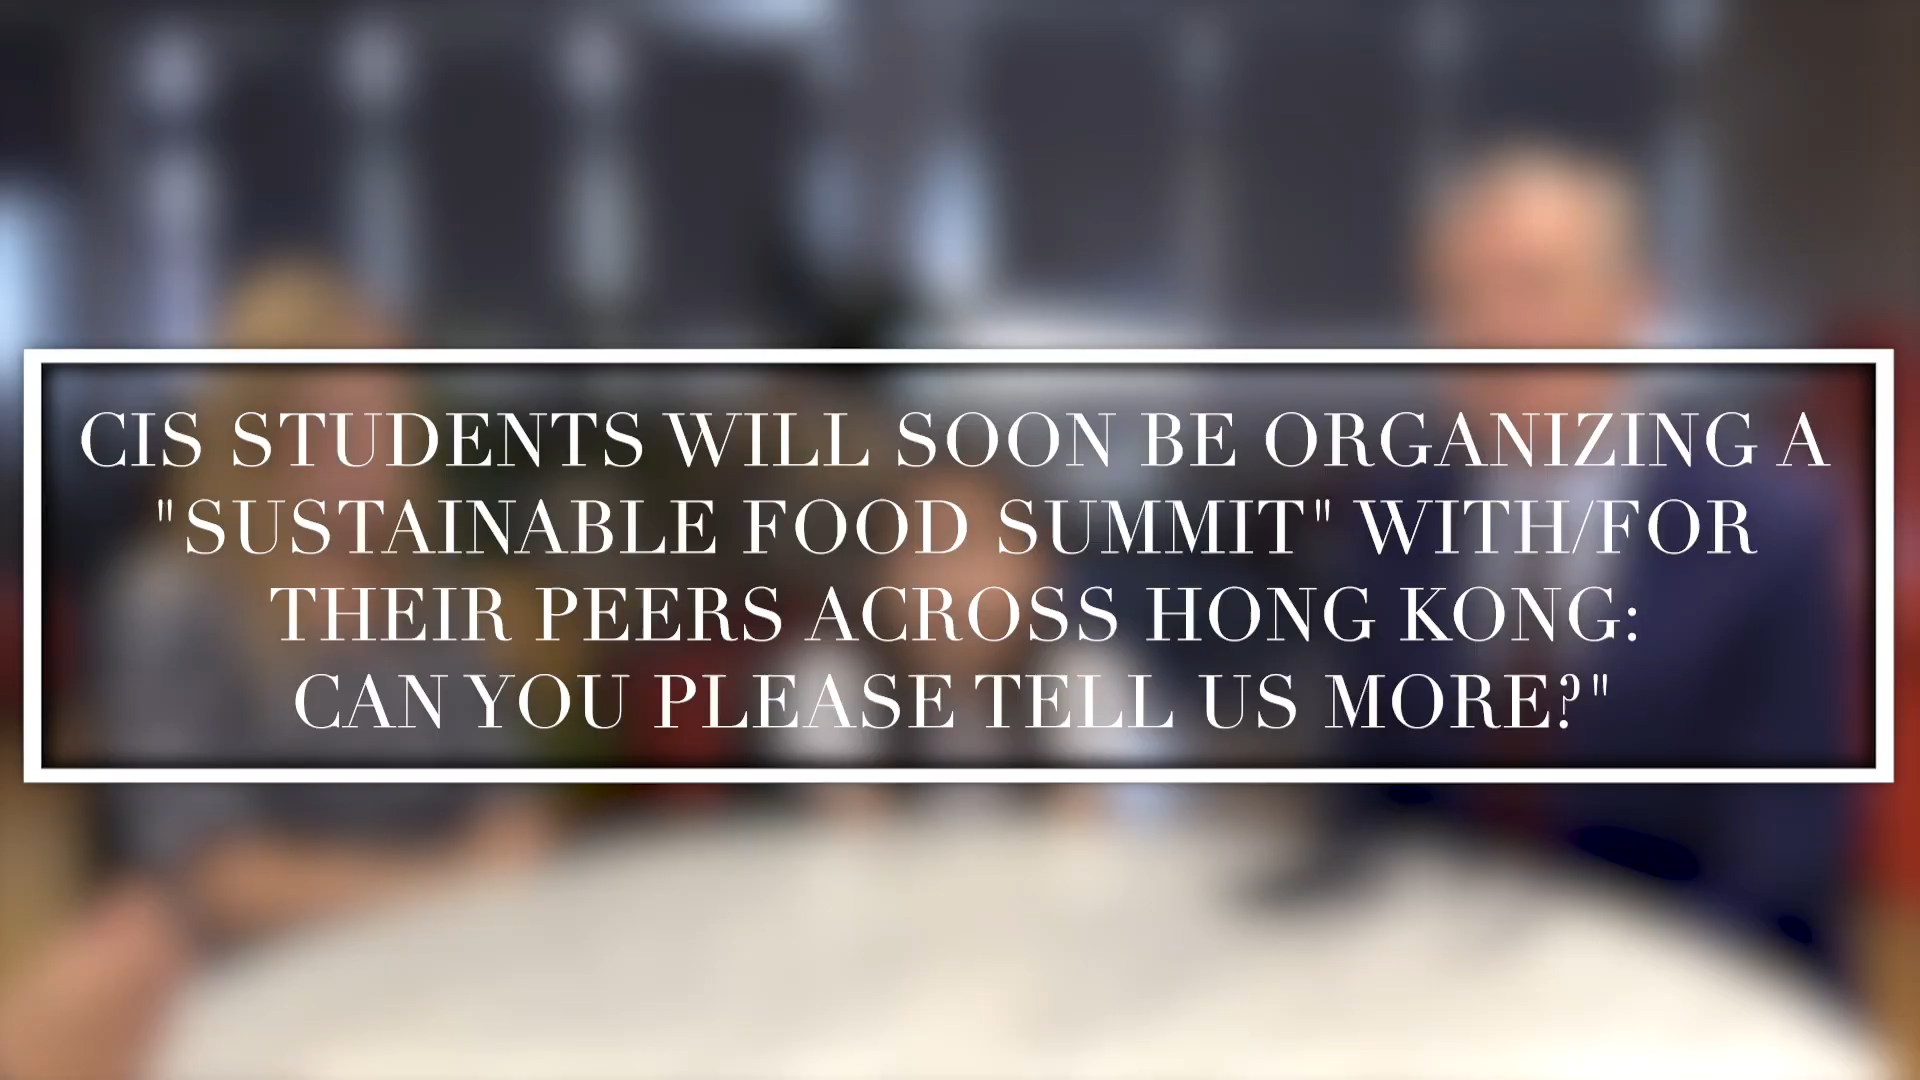 CIS STUDENTS WILL SOON BE ORGANIZING A
"SUSTAINABLE FOOD SUMMIT" WITH/FOR
THEIR PEERS ACROSS HONG KONG:
CAN YOU PLEASE TELL US MORE?"